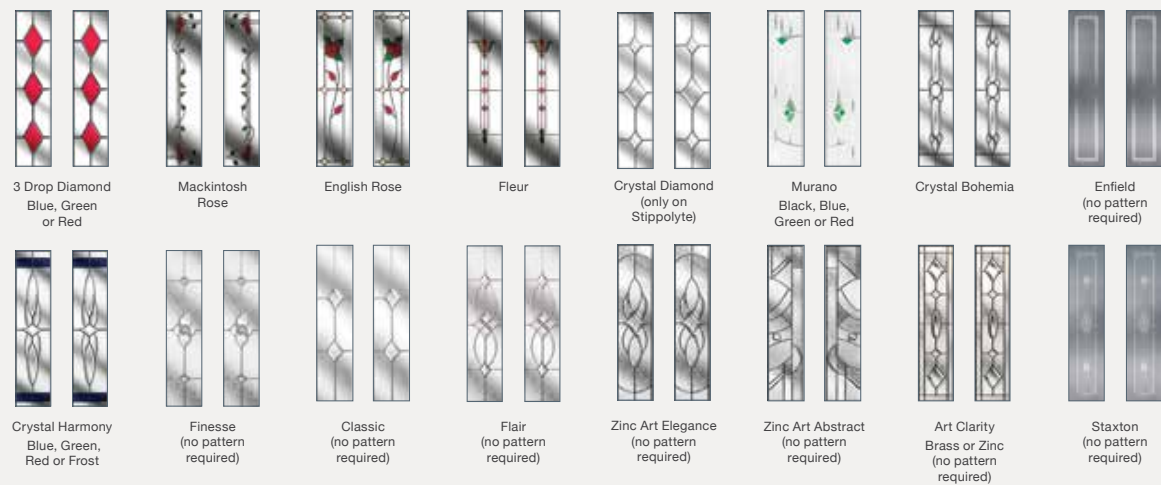 3 Drop Diamond
Blue, Green
or Red
Mackintosh
Rose
English Rose
Fleur
Crystal Diamond
(only on
Stippolyte)
Murano
Black, Blue,
Green or Red
Crystal Bohemia
Enfield
(no pattern
required)
Crystal Harmony
Blue, Green,
Red or Frost
Finesse
(no pattern
required)
Classic
(no pattern
required)
Flair
(no pattern
required)
Zinc Art Elegance
(no pattern
required)
Zinc Art Abstract
(no pattern
required)
Art Clarity
Brass or Zinc
(no pattern
required)
Staxton
(no pattern
required)